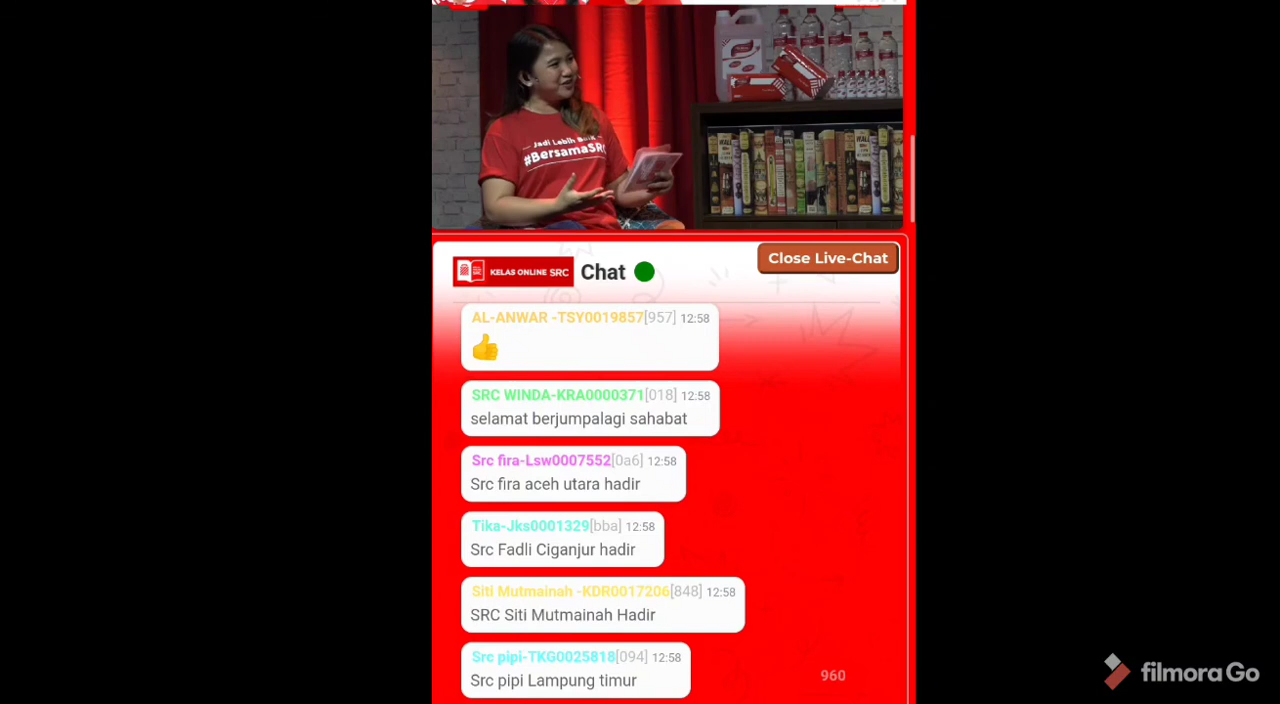 Jadi Lebih Baik
#BersamaSRC
KELAS ONLINE SRC
Chat
Close Live-Chat
AL-ANWAR -TSY0019857[957] 12:58
👍
SRC WINDA-KRA0000371[018] 12:58
selamat berjumpalagi sahabat
Src fira-Lsw0007552[0a6] 12:58
Src fira aceh utara hadir
Tika-Jks0001329[bba] 12:58
Src Fadli Ciganjur hadir
Siti Mutmainah -KDR0017206[848] 12:58
SRC Siti Mutmainah Hadir
Src pipi-TKG0025818[094] 12:58
Src pipi Lampung timur
960
filmora Go